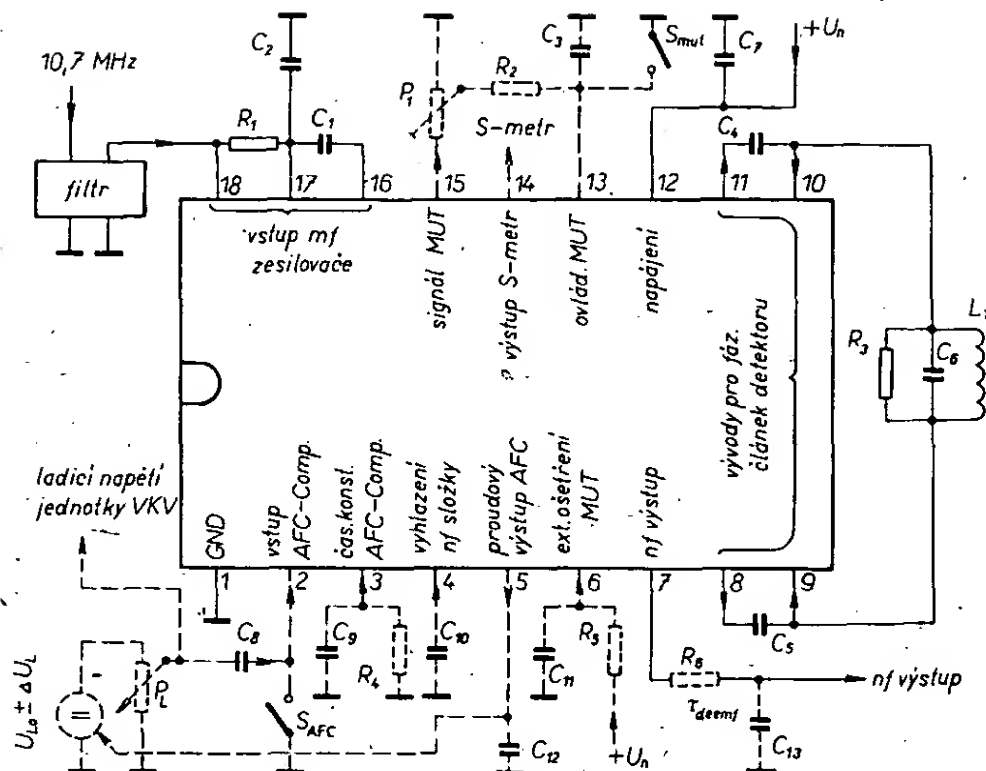 10,7 MHz
filtr
R1
C2
C1
P1
R2
C3
Smut
C7
+Un
S-metr
C4
18
17
16
15
14
13
12
11
10
vstup mf
zesilovače
signál MUT
výstup S-metr
ovlád. MUT
napájení
vývody pro fáz.
článek detektoru
R3
C6
L1
ladicí napětí
jednotky VKV
GND
vstup
AFC-Comp.
čas. konst.
AFC-Comp.
vyhlazení
nf složky
proudový
výstup AFC
ext. ošetření
MUT
nf výstup
1
2
3
4
5
6
7
8
9
C8
C9
R4
C10
C11
R5
C5
R6
nf výstup
τdeemf
C13
UL0 ± ΔUL
=
PL
SAFC
C12
+Un